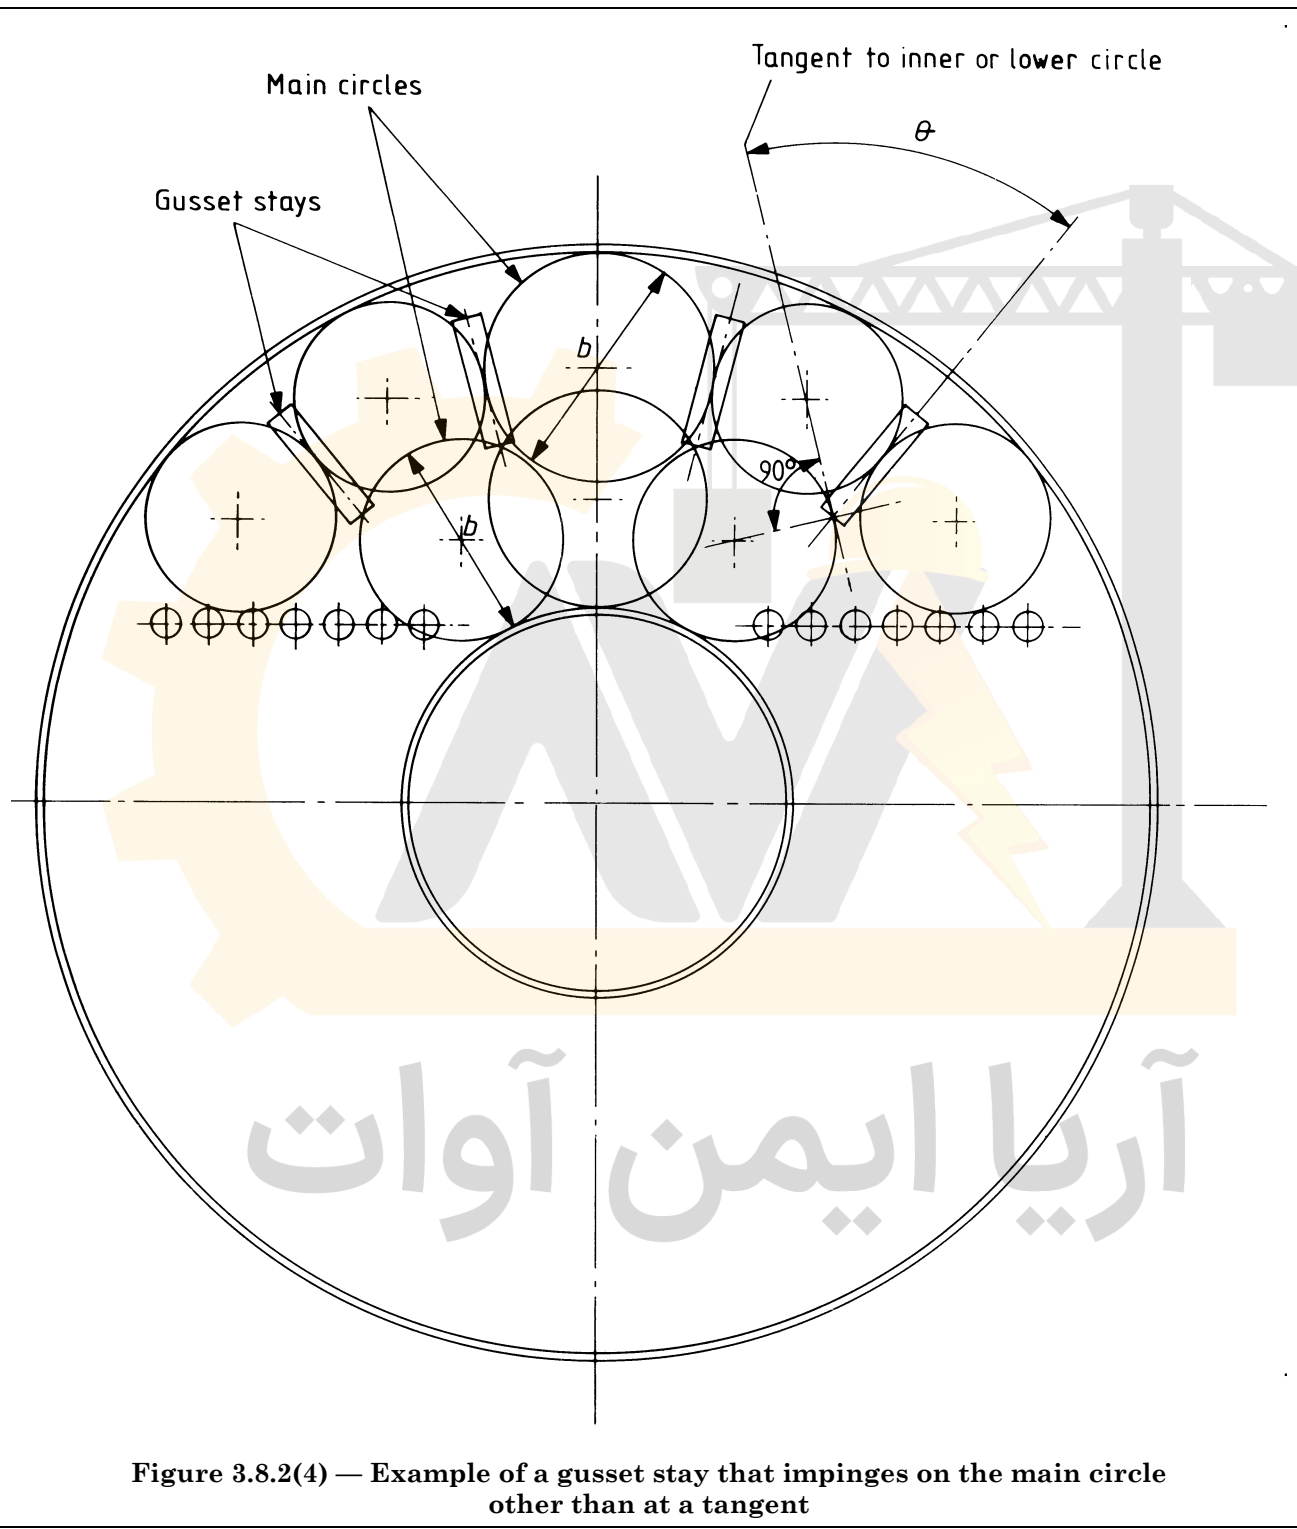 Tangent to inner or lower circle
Main circles
θ
Gusset stays
b
90°
b
آریا ایمن آوات
Figure 3.8.2(4) — Example of a gusset stay that impinges on the main circle
other than at a tangent